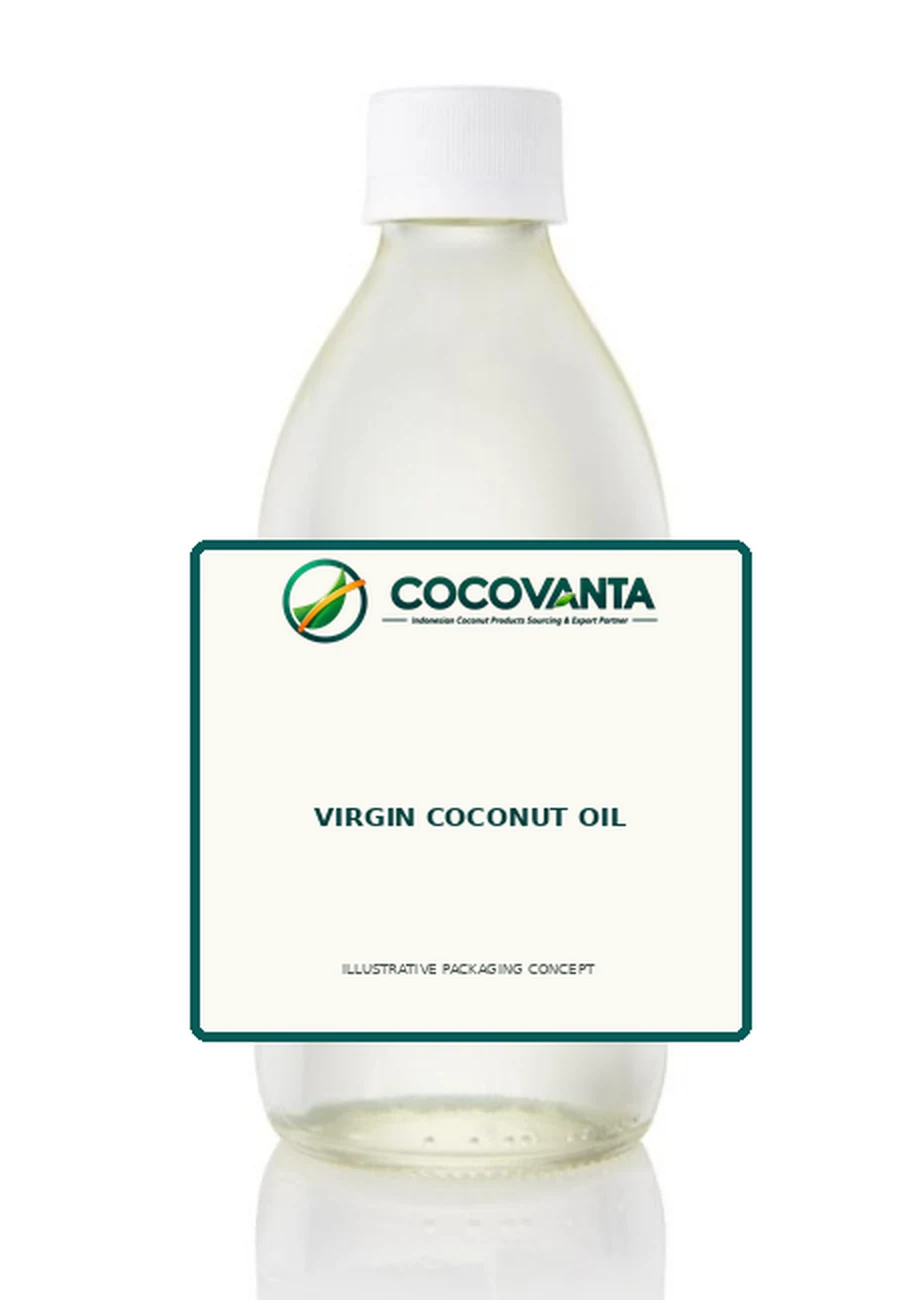 COCOVANTA
Indonesian Coconut Products Sourcing & Export Partner
VIRGIN COCONUT OIL
ILLUSTRATIVE PACKAGING CONCEPT